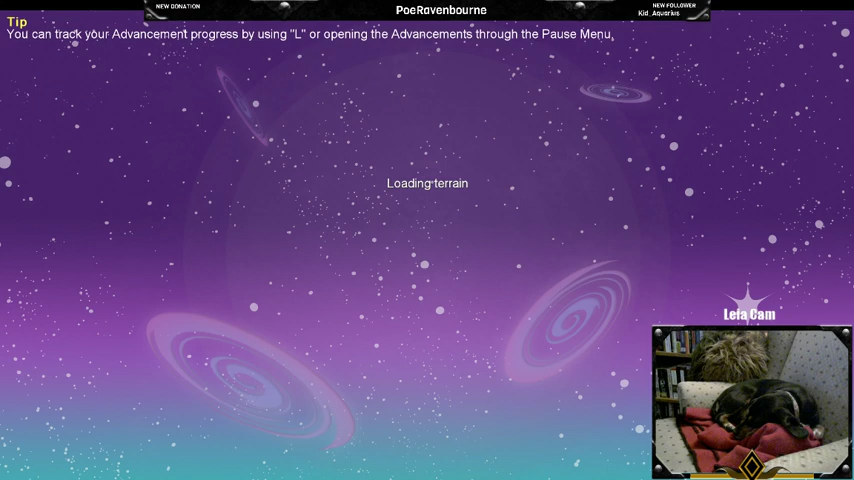 NEW DONATION
PoeRavenbourne
NEW FOLLOWER
Kid_Aquarius
Tip
You can track your Advancement progress by using "L" or opening the Advancements through the Pause Menu.
Loading terrain
Leia Cam